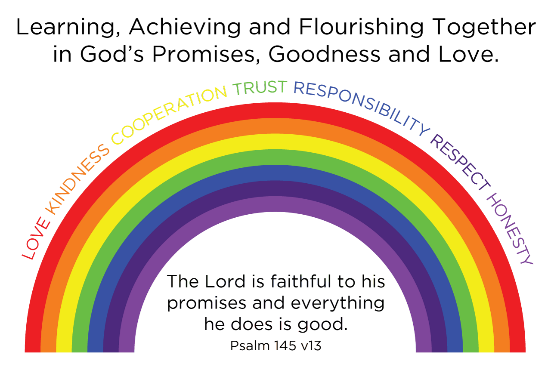 Learning, Achieving and Flourishing Together
in God's Promises, Goodness and Love.
LOVE KINDNESS COOPERATION TRUST RESPONSIBILITY RESPECT HONESTY
The Lord is faithful to his
promises and everything
he does is good.
Psalm 145 v13